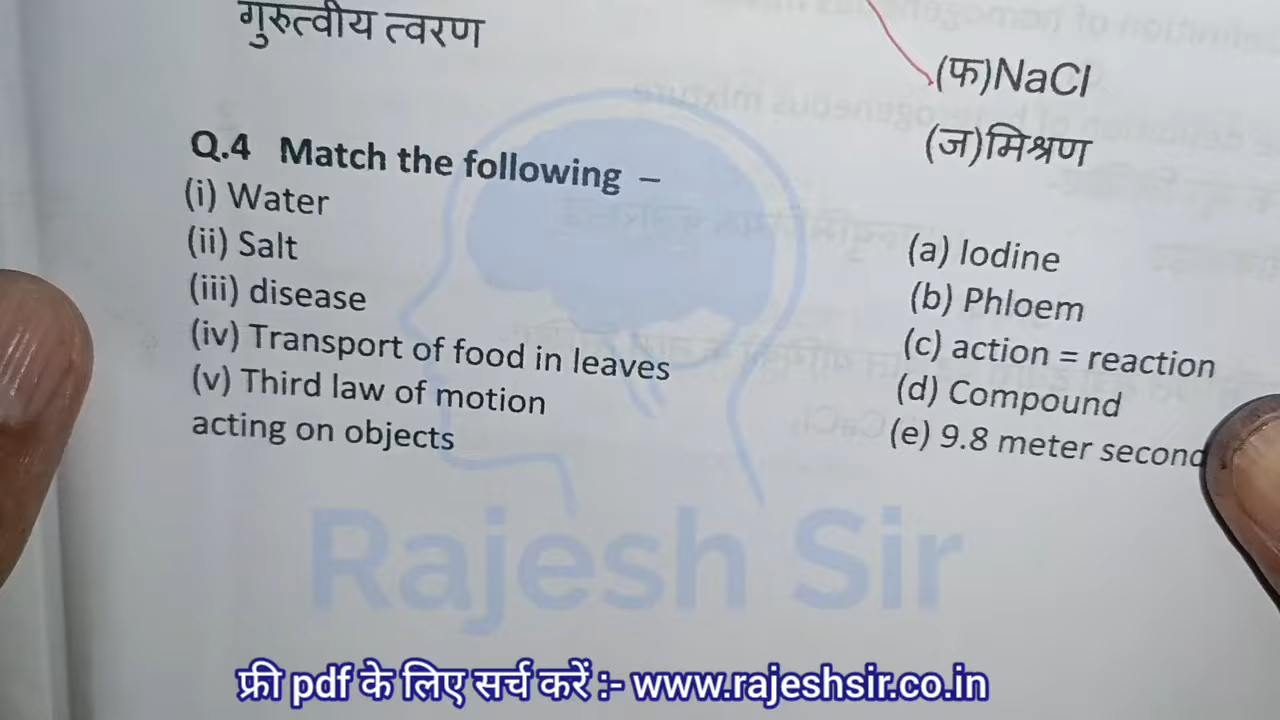 गुरुत्वीय त्वरण
(फ)NaCl
(ज)मिश्रण
Q.4 Match the following –
(i) Water
(ii) Salt
(iii) disease
(iv) Transport of food in leaves
(v) Third law of motion
acting on objects
(a) Iodine
(b) Phloem
(c) action = reaction
(d) Compound
(e) 9.8 meter second
Rajesh Sir
फ्री pdf के लिए सर्च करें :- www.rajeshsir.co.in